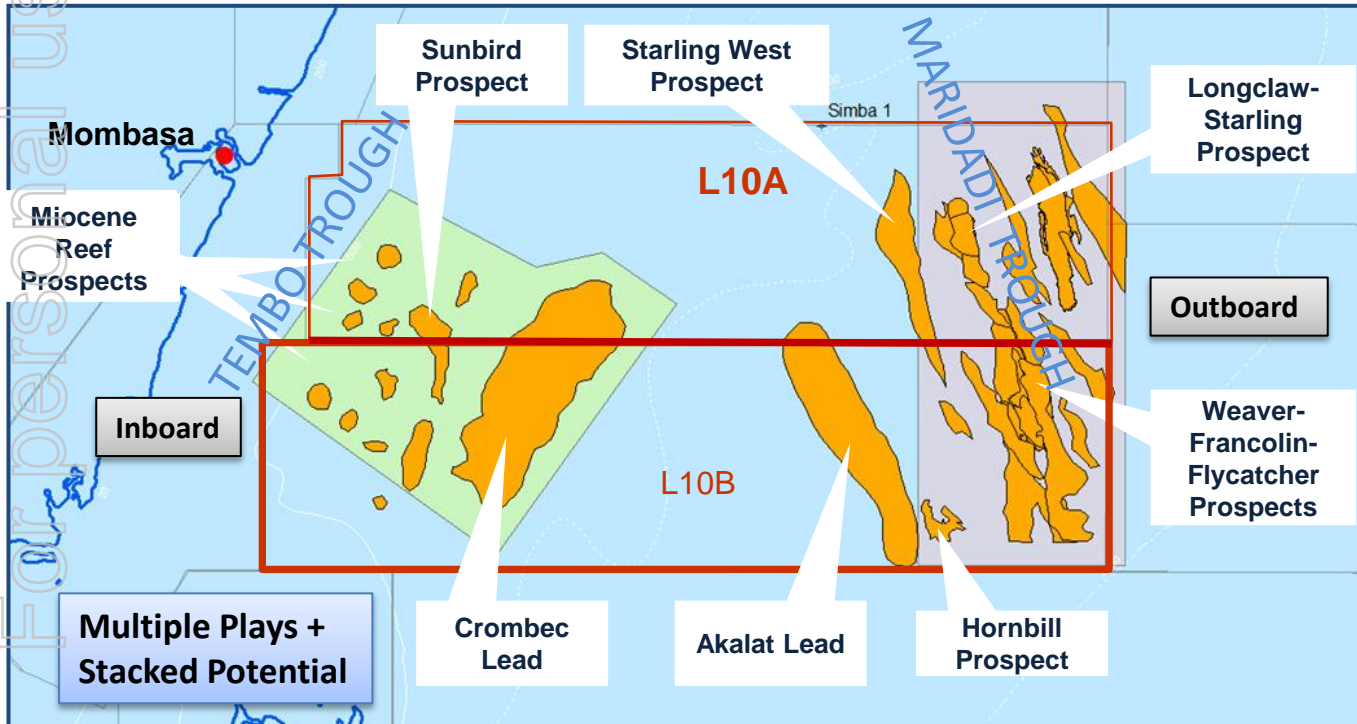 For personal us
Sunbird
Prospect
Starling West
Prospect
MARIDADI TROUGH
Longclaw-
Starling
Prospect
Simba 1
Mombasa
TEMBO TROUGH
L10A
Miocene
Reef
Prospects
Outboard
Inboard
Weaver-
Francolin-
Flycatcher
Prospects
L10B
Multiple Plays +
Stacked Potential
Crombec
Lead
Akalat Lead
Hornbill
Prospect
200